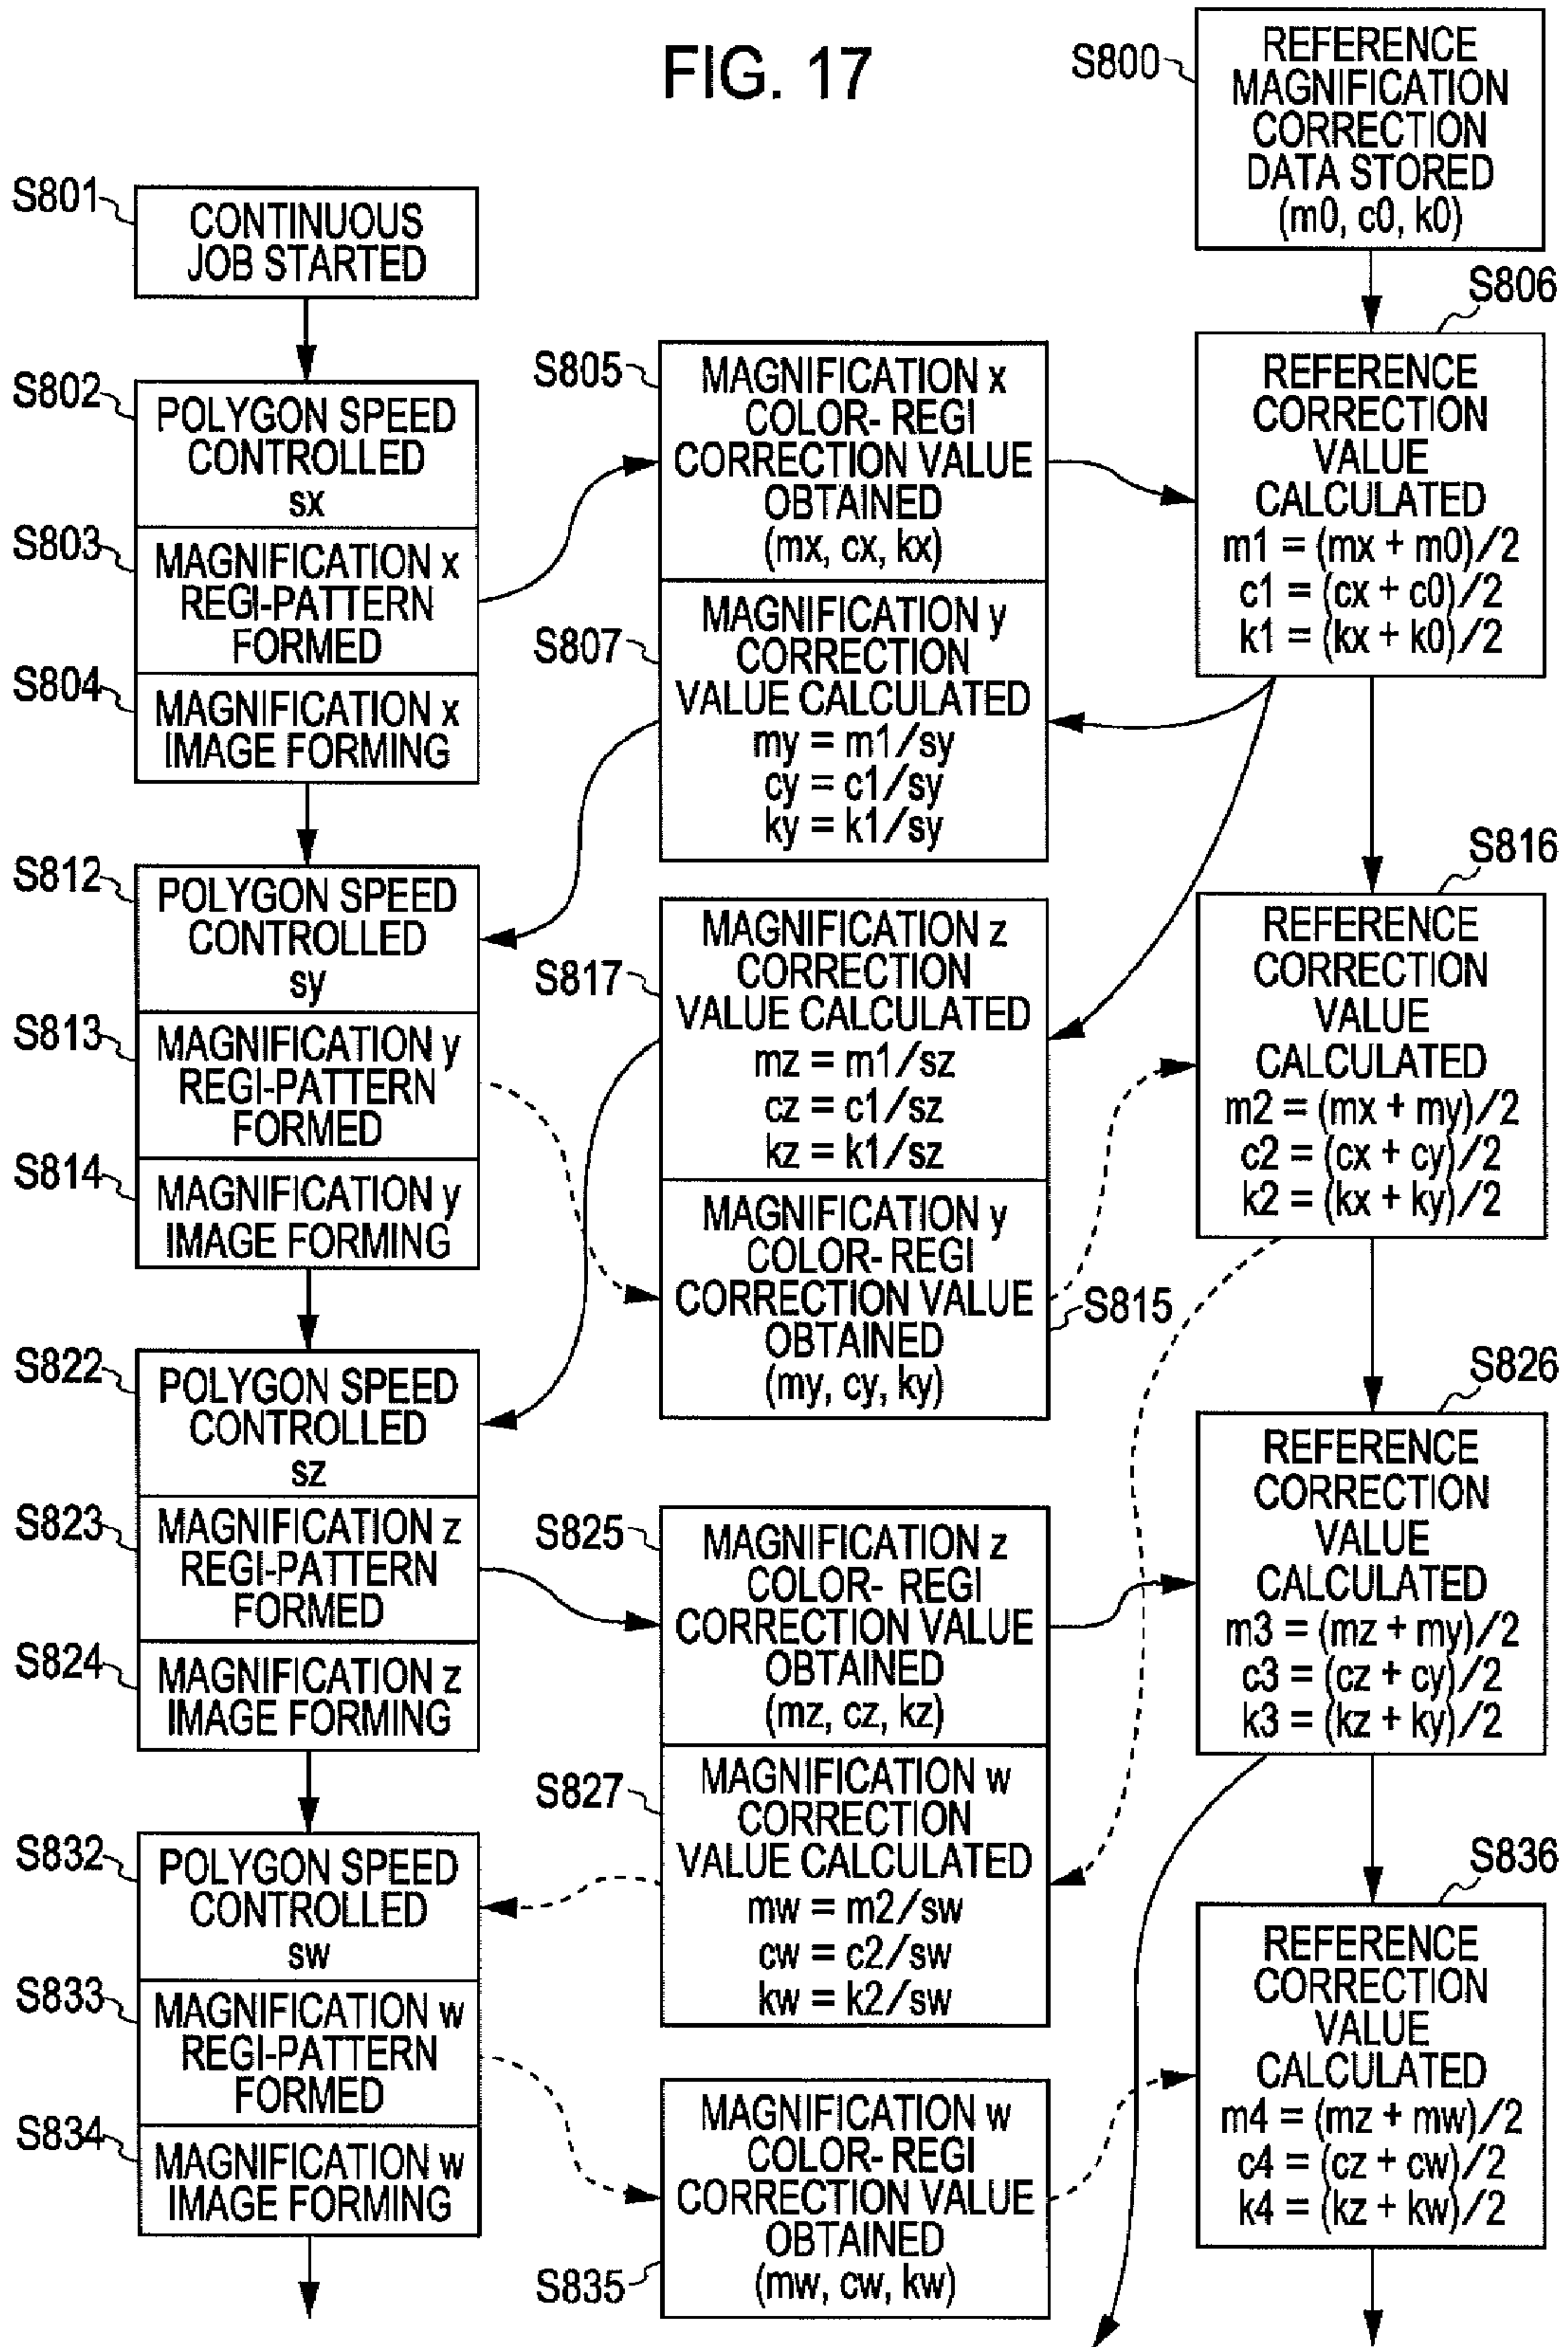 FIG. 17
S800
REFERENCE
MAGNIFICATION
CORRECTION
DATA STORED
(m0, c0, k0)
S801
CONTINUOUS
JOB STARTED
S802
POLYGON SPEED
CONTROLLED
sx
S803
MAGNIFICATION x
REGI-PATTERN
FORMED
S804
MAGNIFICATION x
IMAGE FORMING
S805
MAGNIFICATION x
COLOR- REGI
CORRECTION VALUE
OBTAINED
(mx, cx, kx)
S806
REFERENCE
CORRECTION
VALUE
CALCULATED
m1 = (mx + m0)/2
c1 = (cx + c0)/2
k1 = (kx + k0)/2
S807
MAGNIFICATION y
CORRECTION
VALUE CALCULATED
my = m1/sy
cy = c1/sy
ky = k1/sy
S812
POLYGON SPEED
CONTROLLED
sy
S813
MAGNIFICATION y
REGI-PATTERN
FORMED
S814
MAGNIFICATION y
IMAGE FORMING
S817
MAGNIFICATION z
CORRECTION
VALUE CALCULATED
mz = m1/sz
cz = c1/sz
kz = k1/sz
MAGNIFICATION y
COLOR- REGI
CORRECTION VALUE
OBTAINED
(my, cy, ky)
S815
S816
REFERENCE
CORRECTION
VALUE
CALCULATED
m2 = (mx + my)/2
c2 = (cx + cy)/2
k2 = (kx + ky)/2
S822
POLYGON SPEED
CONTROLLED
sz
S823
MAGNIFICATION z
REGI-PATTERN
FORMED
S824
MAGNIFICATION z
IMAGE FORMING
S825
MAGNIFICATION z
COLOR- REGI
CORRECTION VALUE
OBTAINED
(mz, cz, kz)
S826
REFERENCE
CORRECTION
VALUE
CALCULATED
m3 = (mz + my)/2
c3 = (cz + cy)/2
k3 = (kz + ky)/2
S827
MAGNIFICATION w
CORRECTION
VALUE CALCULATED
mw = m2/sw
cw = c2/sw
kw = k2/sw
S832
POLYGON SPEED
CONTROLLED
sw
S833
MAGNIFICATION w
REGI-PATTERN
FORMED
S834
MAGNIFICATION w
IMAGE FORMING
MAGNIFICATION w
COLOR- REGI
CORRECTION VALUE
OBTAINED
(mw, cw, kw)
S835
S836
REFERENCE
CORRECTION
VALUE
CALCULATED
m4 = (mz + mw)/2
c4 = (cz + cw)/2
k4 = (kz + kw)/2